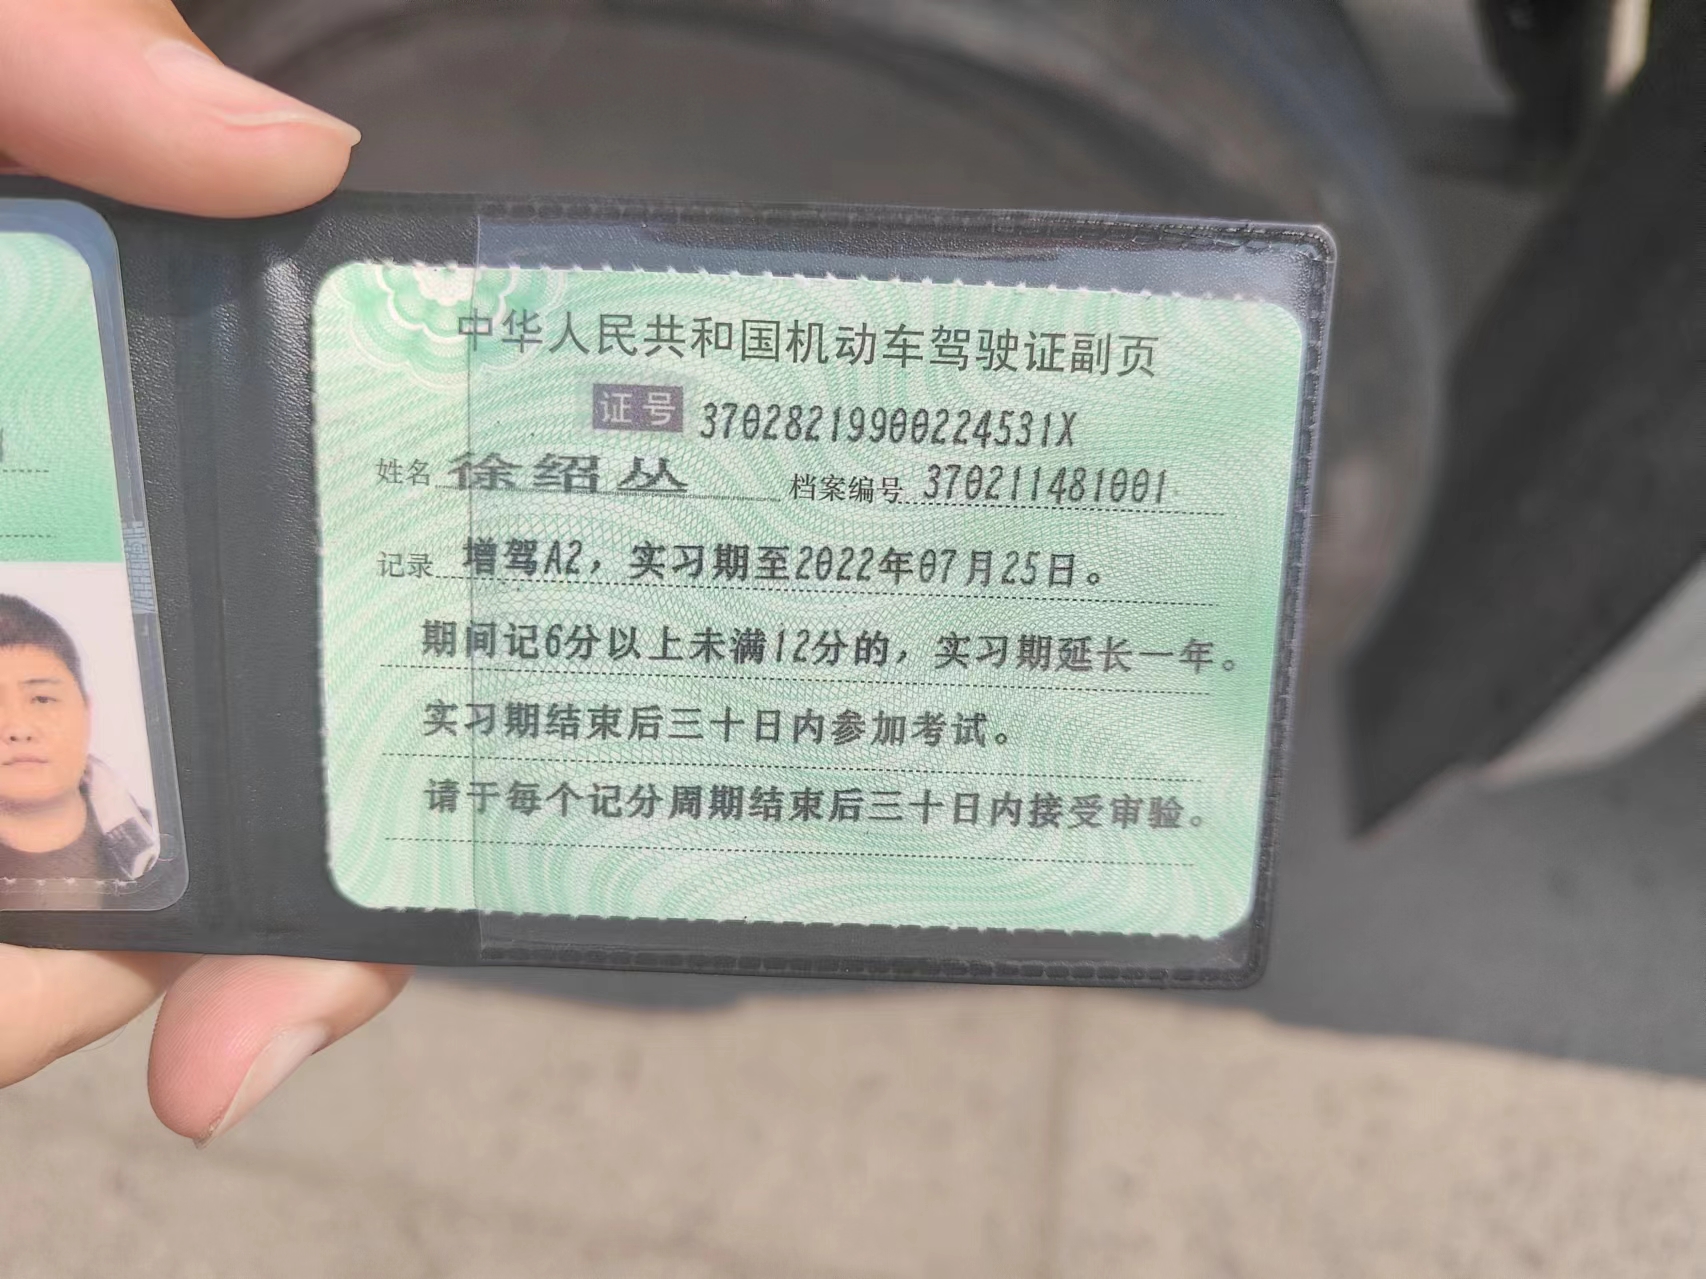 中华人民共和国机动车驾驶证副页
证号 37028219900224531X
姓名 徐绍丛 档案编号 370211481001
记录 增驾A2，实习期至2022年07月25日。
期间记6分以上未满12分的，实习期延长一年。
实习期结束后三十日内参加考试。
请于每个记分周期结束后三十日内接受审验。